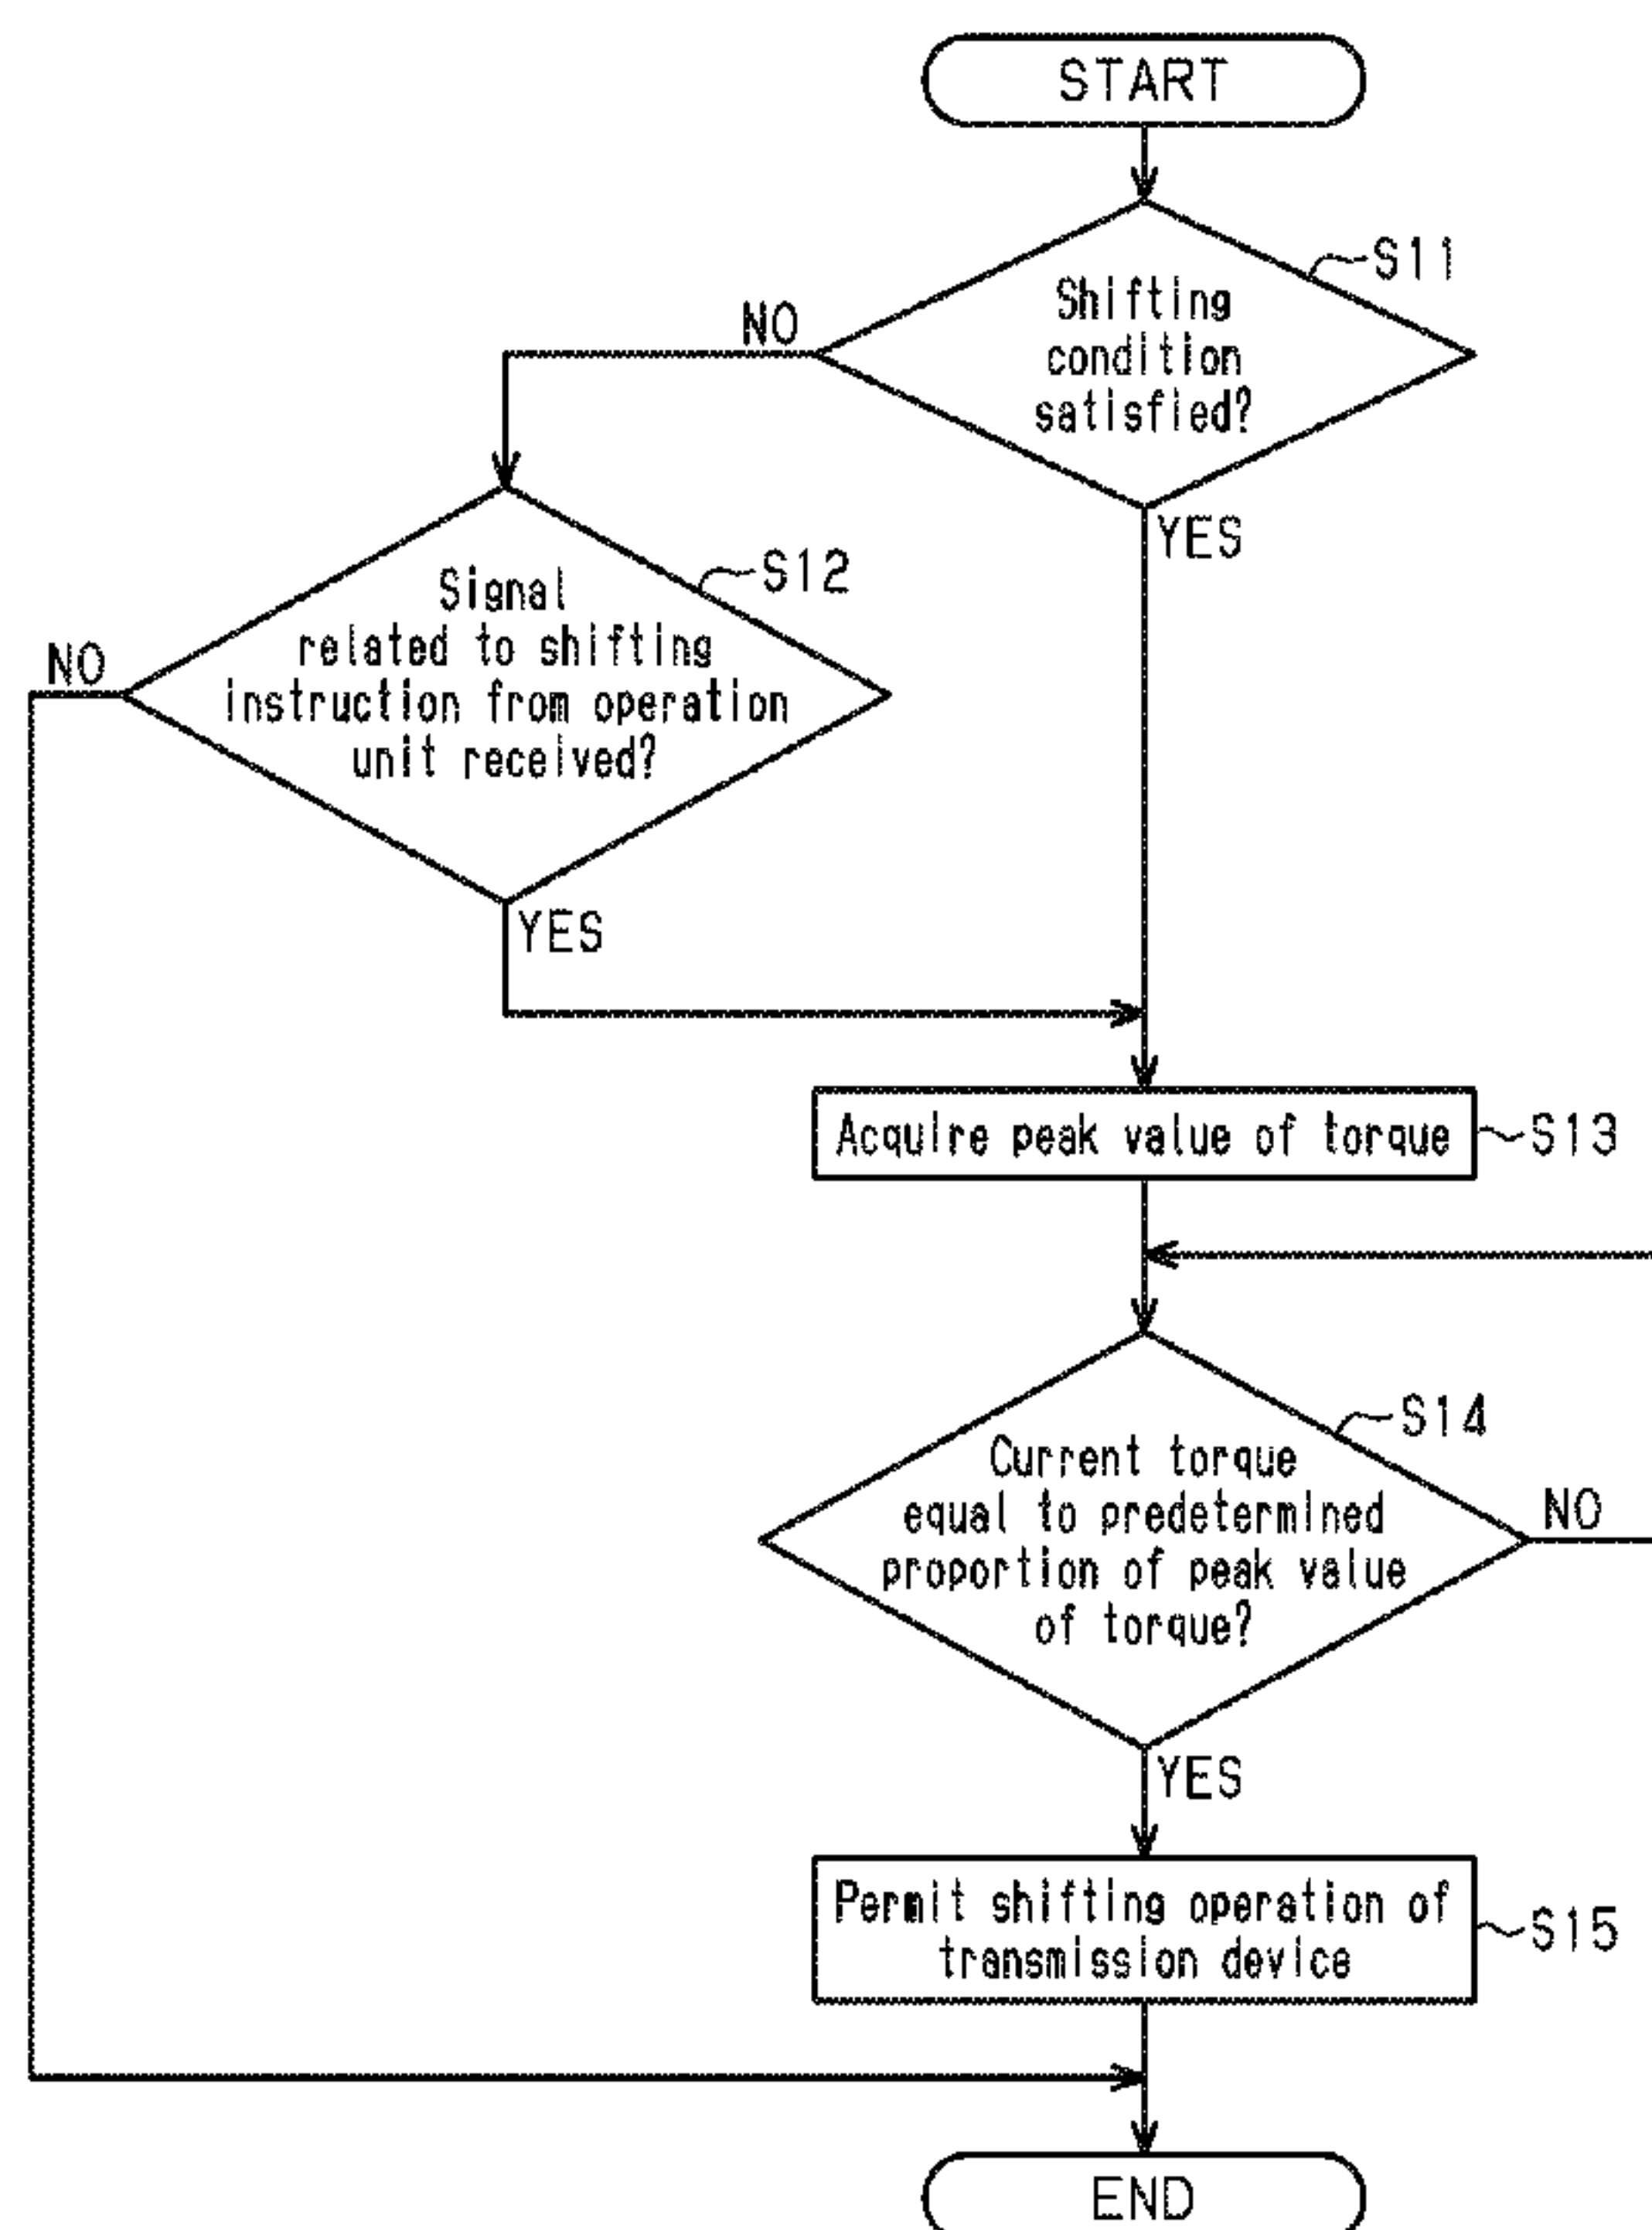 START
S11
Shifting
condition
satisfied?
NO
YES
S12
Signal
related to shifting
instruction from operation
unit received?
NO
YES
Acquire peak value of torque
S13
S14
Current torque
equal to predetermined
proportion of peak value
of torque?
NO
YES
Permit shifting operation of
transmission device
S15
END